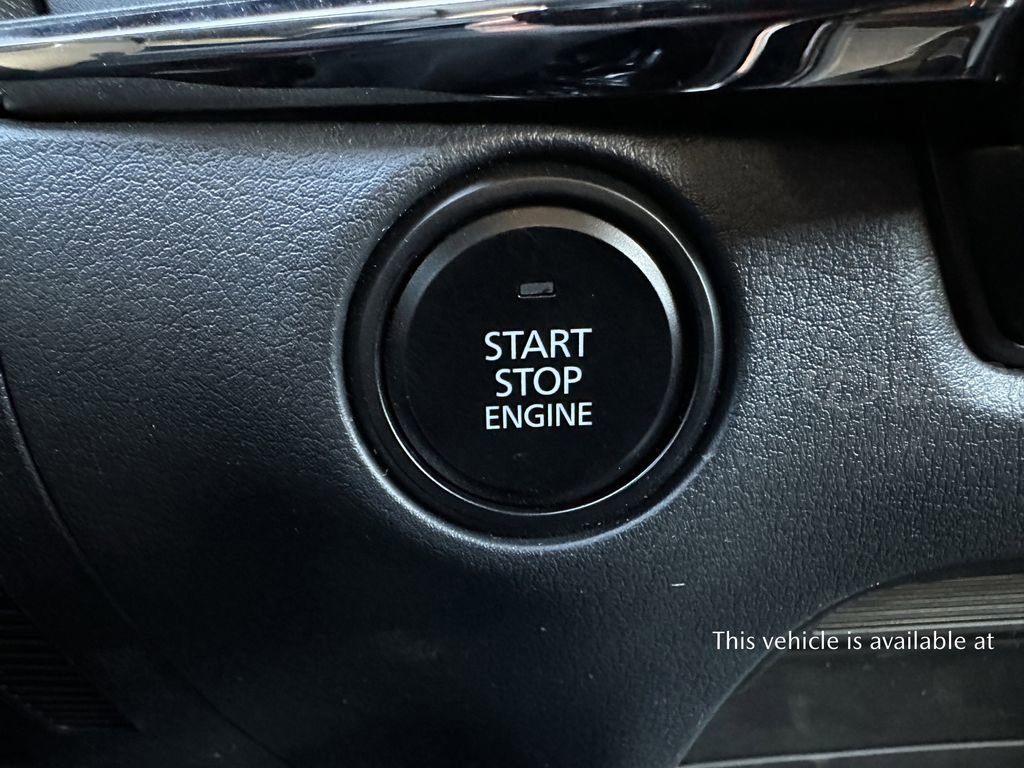 START
STOP
ENGINE
This vehicle is available at